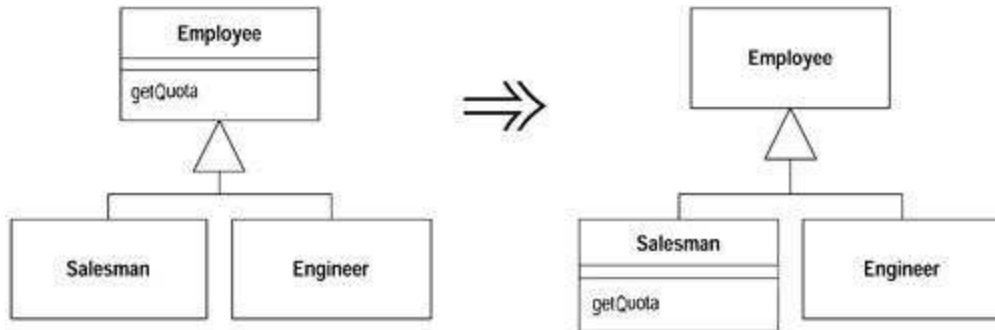 Employee
getQuota
Salesman
Engineer
Employee
Salesman
getQuota
Engineer